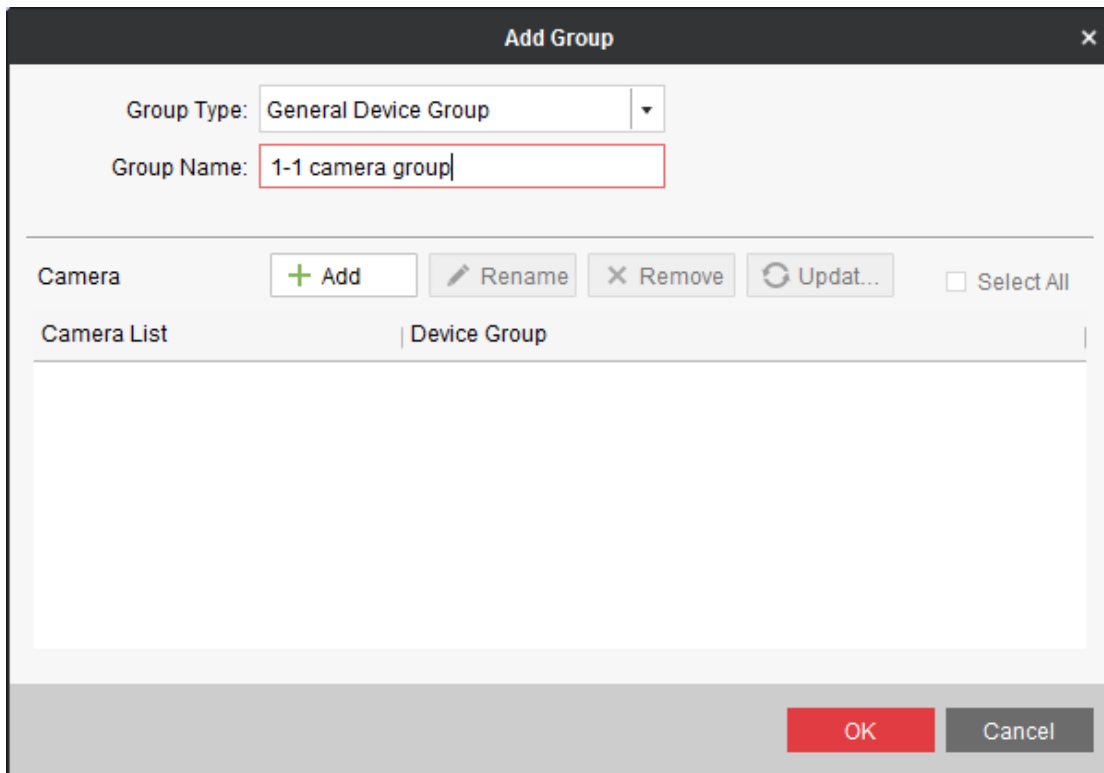 Add Group
Group Type: General Device Group
Group Name: 1-1 camera group
Camera Add Rename Remove Updat... Select All
Camera List Device Group
OK Cancel